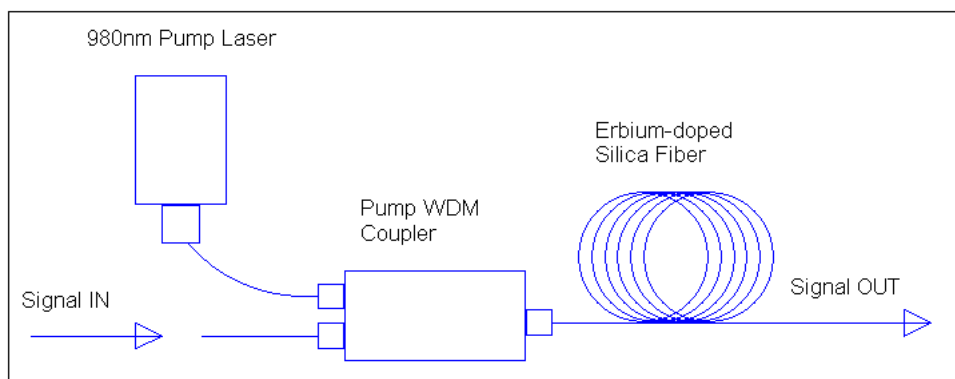 980nm Pump Laser
Erbium-doped
Silica Fiber
Pump WDM
Coupler
Signal IN
Signal OUT